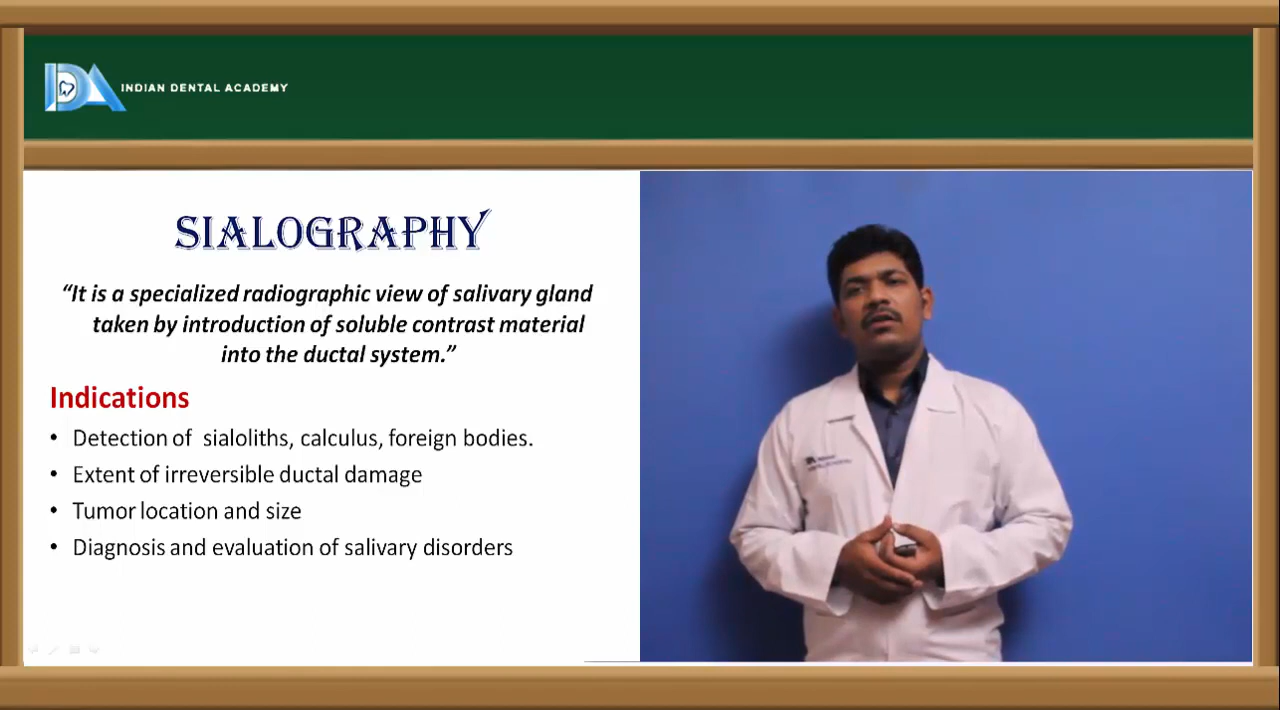 INDIAN DENTAL ACADEMY
SIALOGRAPHY
“It is a specialized radiographic view of salivary gland
taken by introduction of soluble contrast material
into the ductal system.”
Indications
• Detection of sialoliths, calculus, foreign bodies.
• Extent of irreversible ductal damage
• Tumor location and size
• Diagnosis and evaluation of salivary disorders